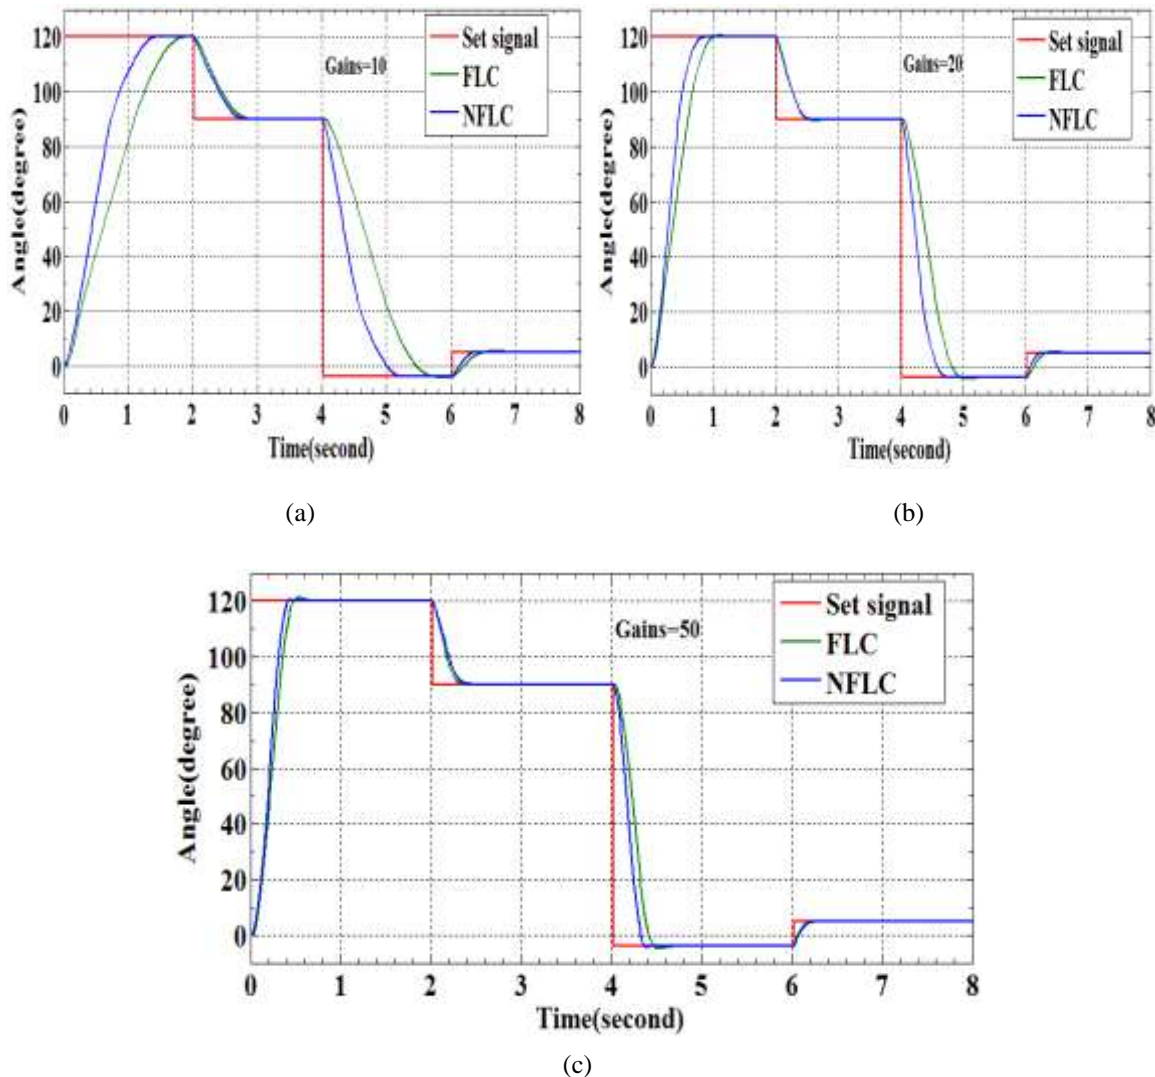 120
100
80
60
40
20
0
Angle(degree)
0 1 2 3 4 5 6 7 8
Time(second)
Gains=10
Set signal
FLC
NFLC
(a)
120
100
80
60
40
20
0
Angle(degree)
0 1 2 3 4 5 6 7 8
Time(second)
Gains=20
Set signal
FLC
NFLC
(b)
120
100
80
60
40
20
0
Angle(degree)
0 1 2 3 4 5 6 7 8
Time(second)
Gains=50
Set signal
FLC
NFLC
(c)